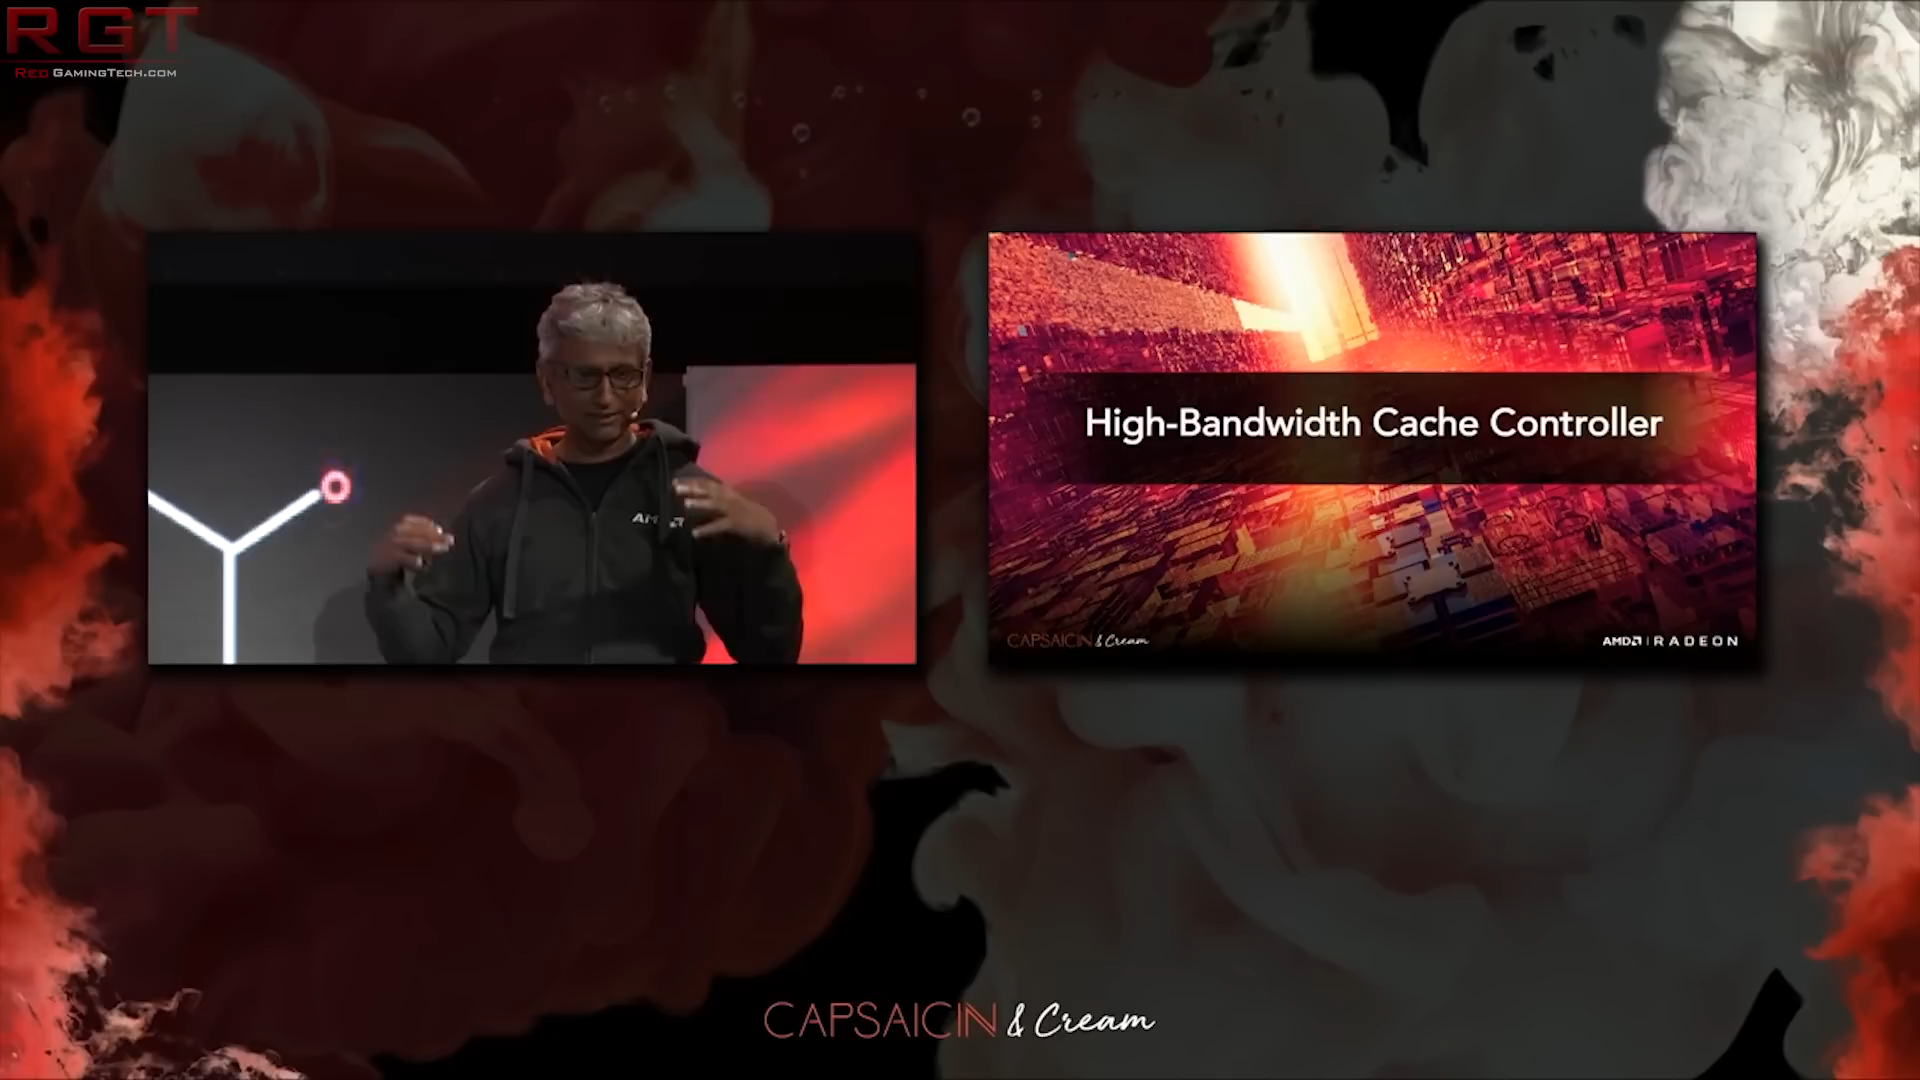 RGT
RedGamingTech.com
AMD
High-Bandwidth Cache Controller
CAPSAICIN & Cream
AMD RADEON
CAPSAICIN & Cream